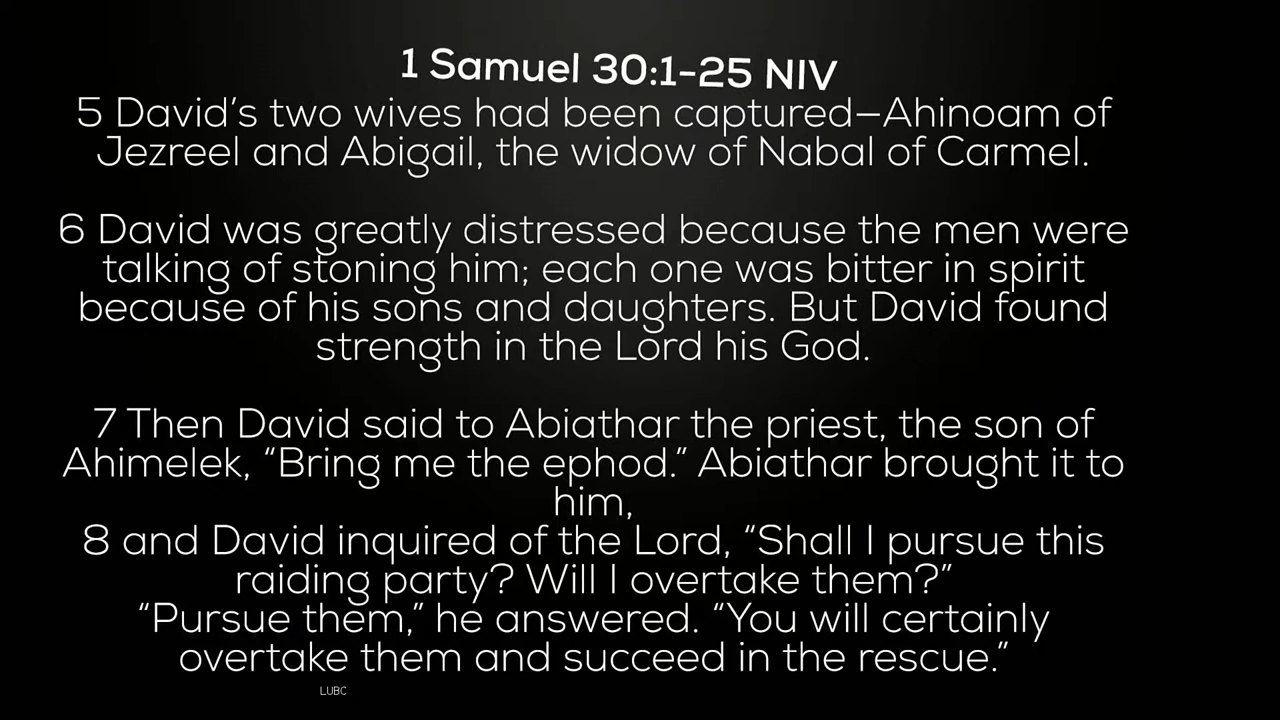 1 Samuel 30:1-25 NIV
5 David’s two wives had been captured—Ahinoam of
Jezreel and Abigail, the widow of Nabal of Carmel.
6 David was greatly distressed because the men were
talking of stoning him; each one was bitter in spirit
because of his sons and daughters. But David found
strength in the Lord his God.
7 Then David said to Abiathar the priest, the son of
Ahimelek, “Bring me the ephod.” Abiathar brought it to
him,
8 and David inquired of the Lord, “Shall I pursue this
raiding party? Will I overtake them?”
“Pursue them,” he answered. “You will certainly
overtake them and succeed in the rescue.”
LUBC